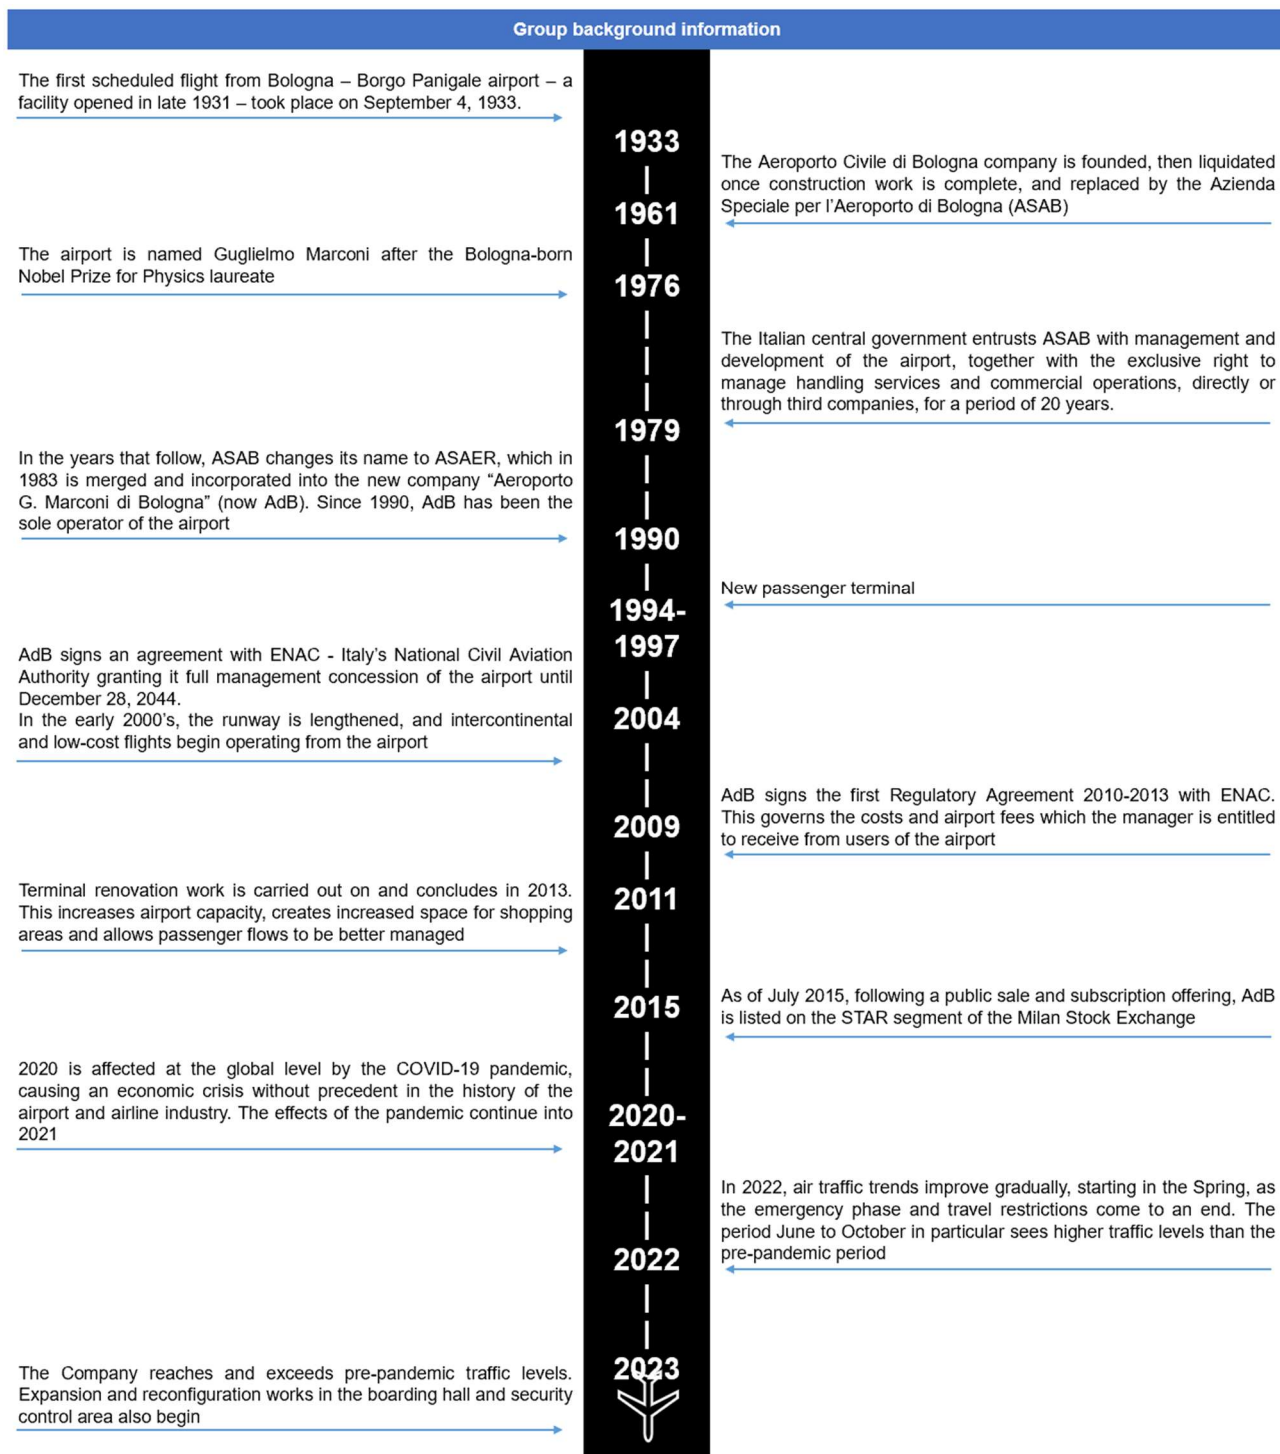 Group background information
The first scheduled flight from Bologna – Borgo Panigale airport – a
facility opened in late 1931 – took place on September 4, 1933.
1933
The Aeroporto Civile di Bologna company is founded, then liquidated
once construction work is complete, and replaced by the Azienda
Speciale per l’Aeroporto di Bologna (ASAB)
1961
The airport is named Guglielmo Marconi after the Bologna-born
Nobel Prize for Physics laureate
1976
The Italian central government entrusts ASAB with management and
development of the airport, together with the exclusive right to
manage handling services and commercial operations, directly or
through third companies, for a period of 20 years.
1979
In the years that follow, ASAB changes its name to ASAER, which in
1983 is merged and incorporated into the new company “Aeroporto
G. Marconi di Bologna” (now AdB). Since 1990, AdB has been the
sole operator of the airport
1990
New passenger terminal
1994-
1997
AdB signs an agreement with ENAC - Italy’s National Civil Aviation
Authority granting it full management concession of the airport until
December 28, 2044.
In the early 2000’s, the runway is lengthened, and intercontinental
and low-cost flights begin operating from the airport
2004
AdB signs the first Regulatory Agreement 2010-2013 with ENAC.
This governs the costs and airport fees which the manager is entitled
to receive from users of the airport
2009
Terminal renovation work is carried out on and concludes in 2013.
This increases airport capacity, creates increased space for shopping
areas and allows passenger flows to be better managed
2011
As of July 2015, following a public sale and subscription offering, AdB
is listed on the STAR segment of the Milan Stock Exchange
2015
2020 is affected at the global level by the COVID-19 pandemic,
causing an economic crisis without precedent in the history of the
airport and airline industry. The effects of the pandemic continue into
2021
2020-
2021
In 2022, air traffic trends improve gradually, starting in the Spring, as
the emergency phase and travel restrictions come to an end. The
period June to October in particular sees higher traffic levels than the
pre-pandemic period
2022
The Company reaches and exceeds pre-pandemic traffic levels.
Expansion and reconfiguration works in the boarding hall and security
control area also begin
2023